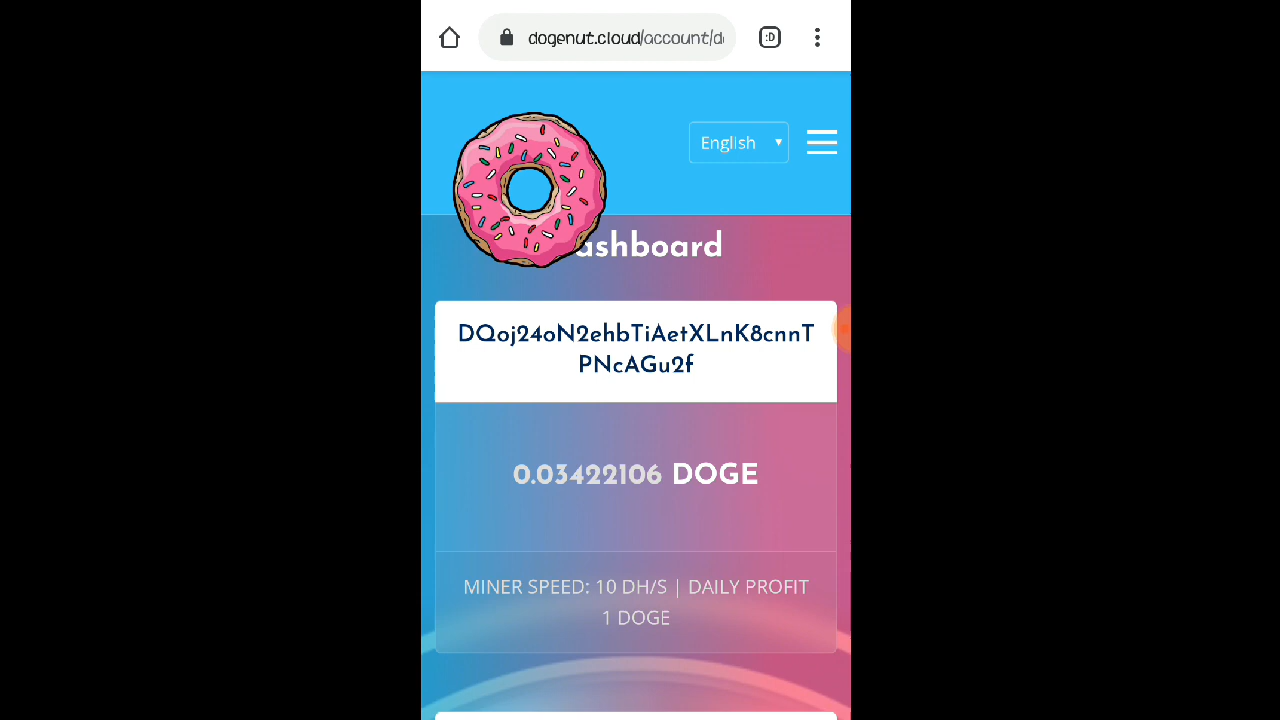 dogenut.cloud/account/d
:D
English
ashboard
DQoj24oN2ehbTiAetXLnK8cnnT
PNcAGu2f
0.03422106 DOGE
MINER SPEED: 10 DH/S | DAILY PROFIT
1 DOGE